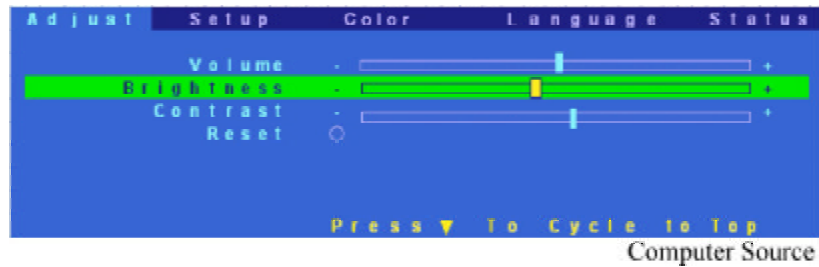 Adjust Setup Color Language Status
Volume - +
Brightness - +
Contrast - +
Reset
Press ▼ To Cycle to Top
Computer Source